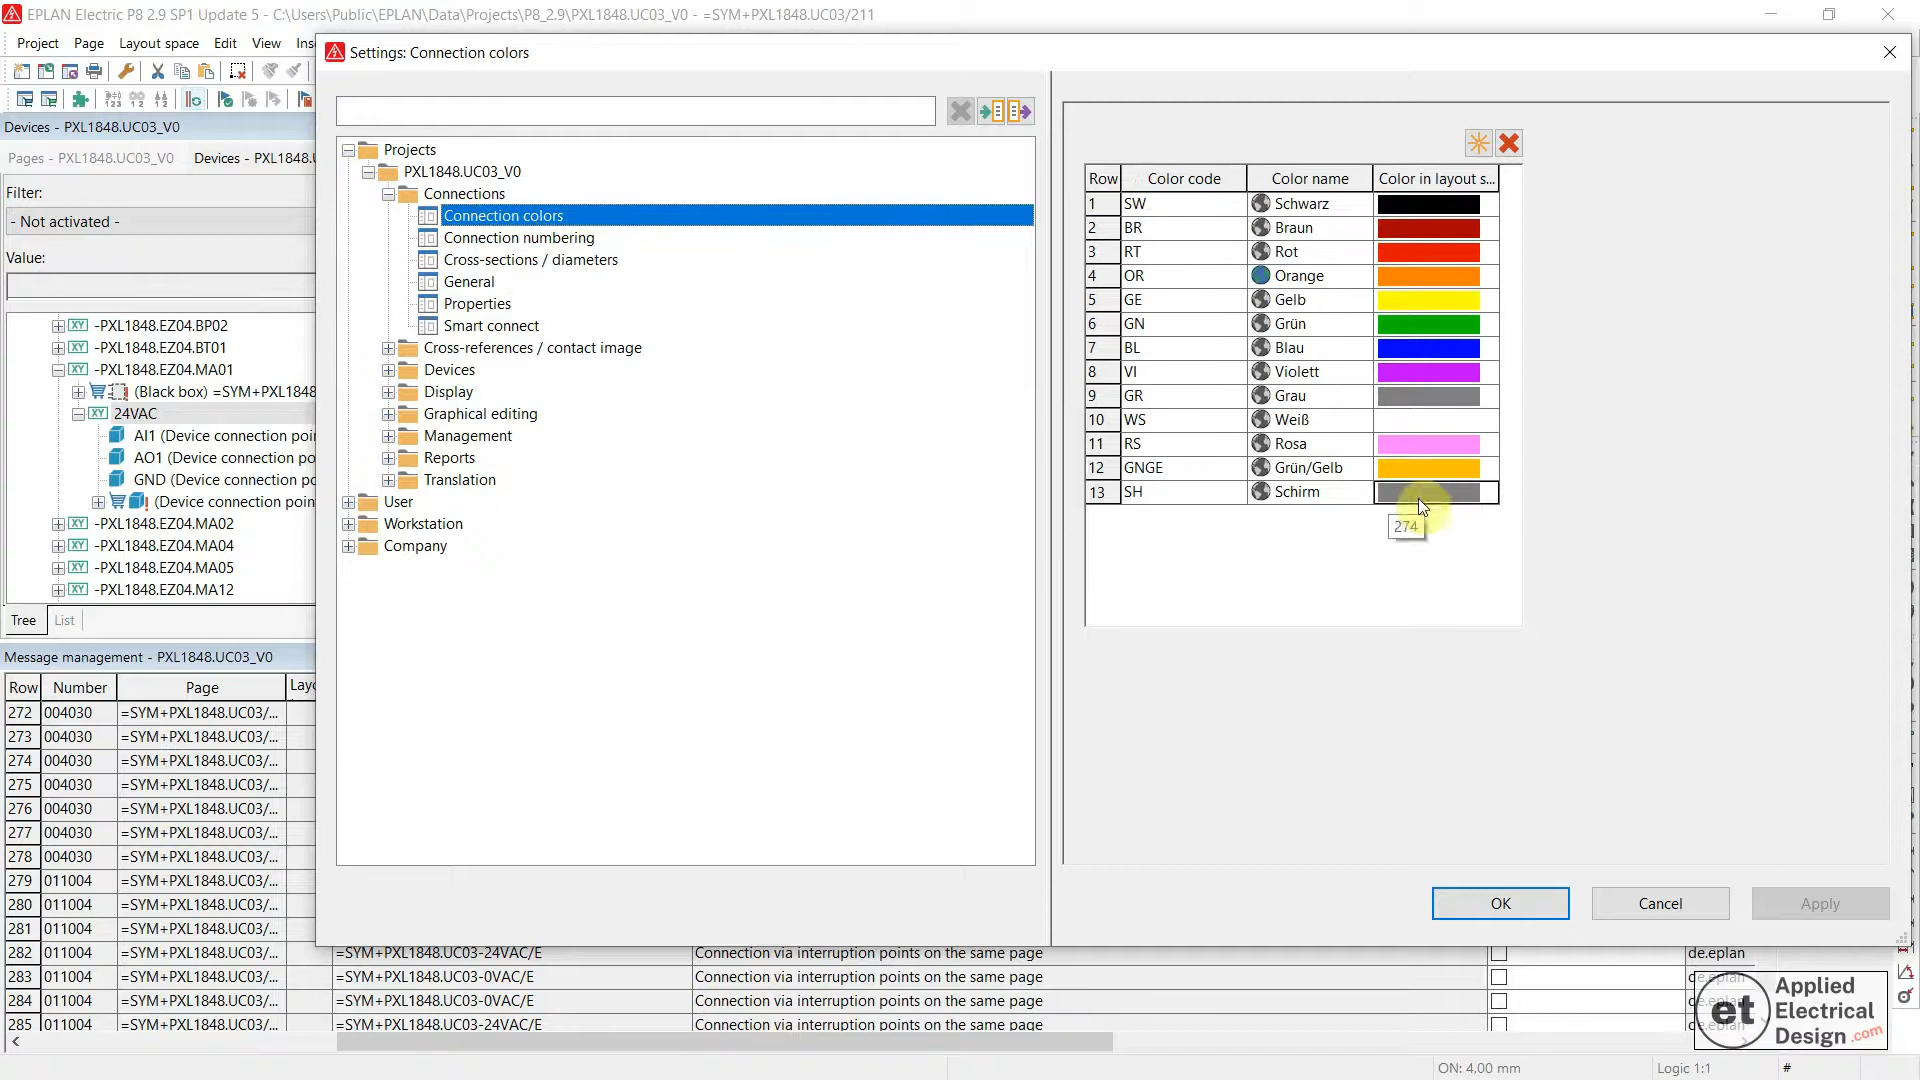 EPLAN Electric P8 2.9 SP1 Update 5 - C:\Users\Public\EPLAN\Data\Projects\P8_2.9\PXL1848.UC03_V0 - =SYM+PXL1848.UC03/211
Project Page Layout space Edit View Ins
Settings: Connection colors
Devices - PXL1848.UC03_V0
Pages - PXL1848.UC03_V0 Devices - PXL1848.U
Filter:
- Not activated -
Value:
-PXL1848.EZ04.BP02
-PXL1848.EZ04.BT01
-PXL1848.EZ04.MA01
(Black box) =SYM+PXL1848
24VAC
AI1 (Device connection poin
AO1 (Device connection po
GND (Device connection poi
(Device connection poin
-PXL1848.EZ04.MA02
-PXL1848.EZ04.MA04
-PXL1848.EZ04.MA05
-PXL1848.EZ04.MA12
Tree List
Projects
PXL1848.UC03_V0
Connections
Connection colors
Connection numbering
Cross-sections / diameters
General
Properties
Smart connect
Cross-references / contact image
Devices
Display
Graphical editing
Management
Reports
Translation
User
Workstation
Company
Row Color code Color name Color in layout s...
1 SW Schwarz
2 BR Braun
3 RT Rot
4 OR Orange
5 GE Gelb
6 GN Grün
7 BL Blau
8 VI Violett
9 GR Grau
10 WS Weiß
11 RS Rosa
12 GNGE Grün/Gelb
13 SH Schirm
274
OK Cancel Apply
Message management - PXL1848.UC03_V0
Row Number Page Layo
272 004030 =SYM+PXL1848.UC03/...
273 004030 =SYM+PXL1848.UC03/...
274 004030 =SYM+PXL1848.UC03/...
275 004030 =SYM+PXL1848.UC03/...
276 004030 =SYM+PXL1848.UC03/...
277 004030 =SYM+PXL1848.UC03/...
278 004030 =SYM+PXL1848.UC03/...
279 011004 =SYM+PXL1848.UC03/...
280 011004 =SYM+PXL1848.UC03/...
281 011004 =SYM+PXL1848.UC03/...
282 011004 =SYM+PXL1848.UC03/... =SYM+PXL1848.UC03-24VAC/E Connection via interruption points on the same page de.eplan
283 011004 =SYM+PXL1848.UC03/... =SYM+PXL1848.UC03-0VAC/E Connection via interruption points on the same page
284 011004 =SYM+PXL1848.UC03/... =SYM+PXL1848.UC03-0VAC/E Connection via interruption points on the same page
285 011004 =SYM+PXL1848.UC03/... =SYM+PXL1848.UC03-24VAC/E Connection via interruption points on the same page
et Applied
Electrical
Design.com
ON: 4,00 mm Logic 1:1 #